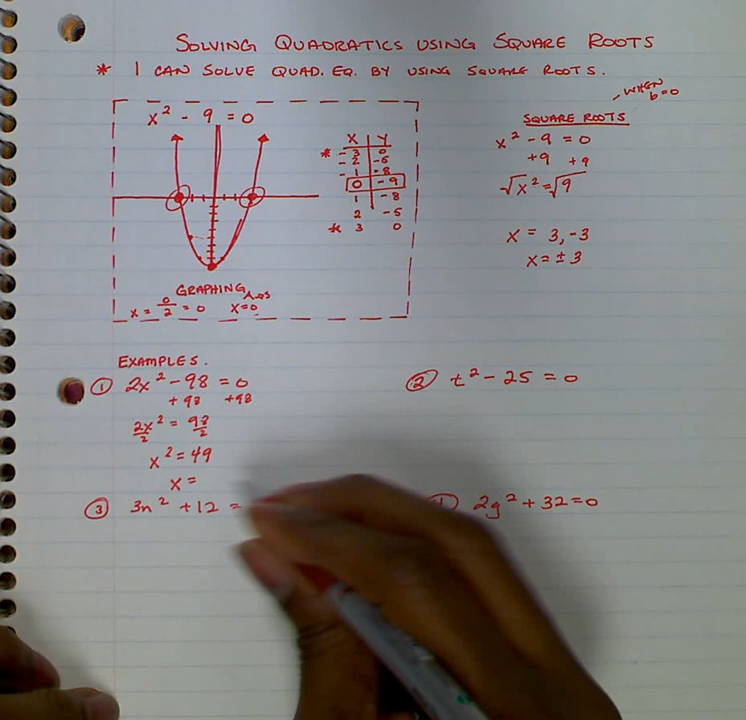 SOLVING QUADRATICS USING SQUARE ROOTS
* I CAN SOLVE QUAD. EQ. BY USING SQUARE ROOTS.
x² - 9 = 0
X Y
* -3 0
-2 -5
-1 -8
0 -9
1 -8
2 -5
* 3 0
GRAPHING
A.O.S
x = 0/2 = 0 x=0
- WHEN b=0
SQUARE ROOTS
x² - 9 = 0
+9 +9
√x² = √9
x = 3, -3
x = ± 3
EXAMPLES.
① 2x² - 98 = 0
+98 +98
2x²/2 = 98/2
x² = 49
x =
② t² - 25 = 0
③ 3n² + 12 =
2g² + 32 = 0